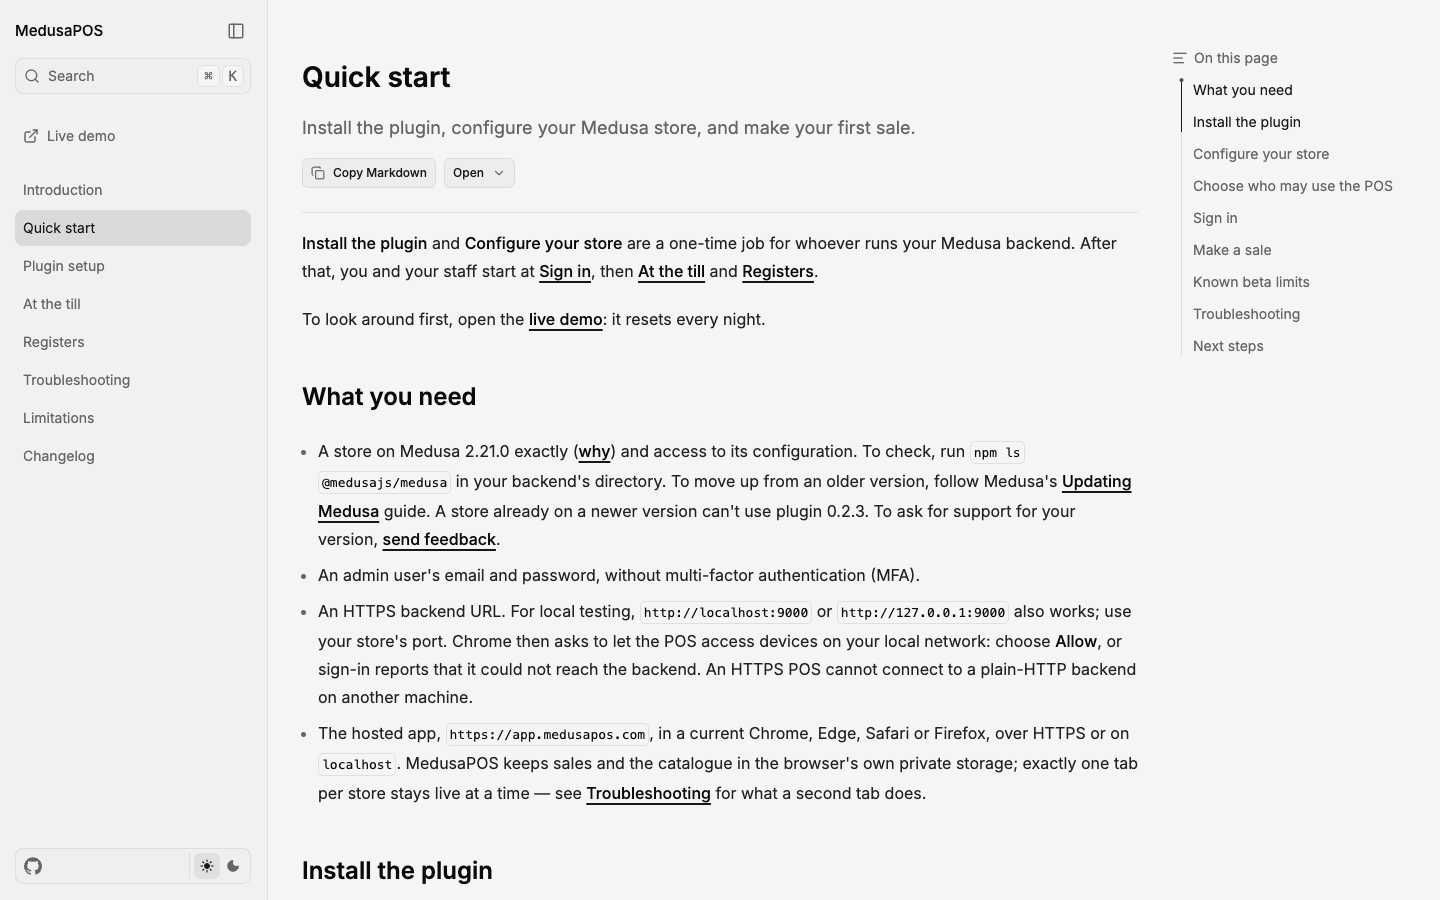 MedusaPOS
Search
⌘ K
Live demo
Introduction
Quick start
Plugin setup
At the till
Registers
Troubleshooting
Limitations
Changelog
Quick start
Install the plugin, configure your Medusa store, and make your first sale.
Copy Markdown
Open
Install the plugin and Configure your store are a one-time job for whoever runs your Medusa backend. After
that, you and your staff start at Sign in, then At the till and Registers.
To look around first, open the live demo: it resets every night.
What you need
A store on Medusa 2.21.0 exactly (why) and access to its configuration. To check, run npm ls
@medusajs/medusa in your backend's directory. To move up from an older version, follow Medusa's Updating
Medusa guide. A store already on a newer version can't use plugin 0.2.3. To ask for support for your
version, send feedback.
An admin user's email and password, without multi-factor authentication (MFA).
An HTTPS backend URL. For local testing, http://localhost:9000 or http://127.0.0.1:9000 also works; use
your store's port. Chrome then asks to let the POS access devices on your local network: choose Allow, or
sign-in reports that it could not reach the backend. An HTTPS POS cannot connect to a plain-HTTP backend
on another machine.
The hosted app, https://app.medusapos.com, in a current Chrome, Edge, Safari or Firefox, over HTTPS or on
localhost. MedusaPOS keeps sales and the catalogue in the browser's own private storage; exactly one tab
per store stays live at a time — see Troubleshooting for what a second tab does.
Install the plugin
On this page
What you need
Install the plugin
Configure your store
Choose who may use the POS
Sign in
Make a sale
Known beta limits
Troubleshooting
Next steps